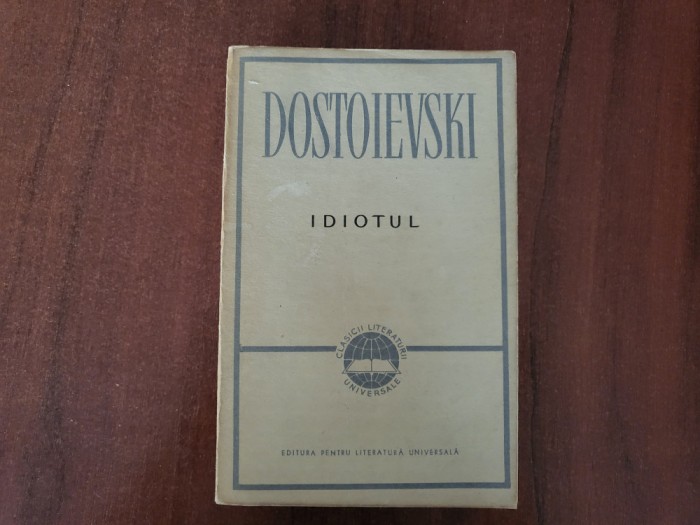 DOSTOIEVSKI
IDIOTUL
CLASICII LITERATURII
UNIVERSALE
EDITURA PENTRU LITERATURĂ UNIVERSALĂ